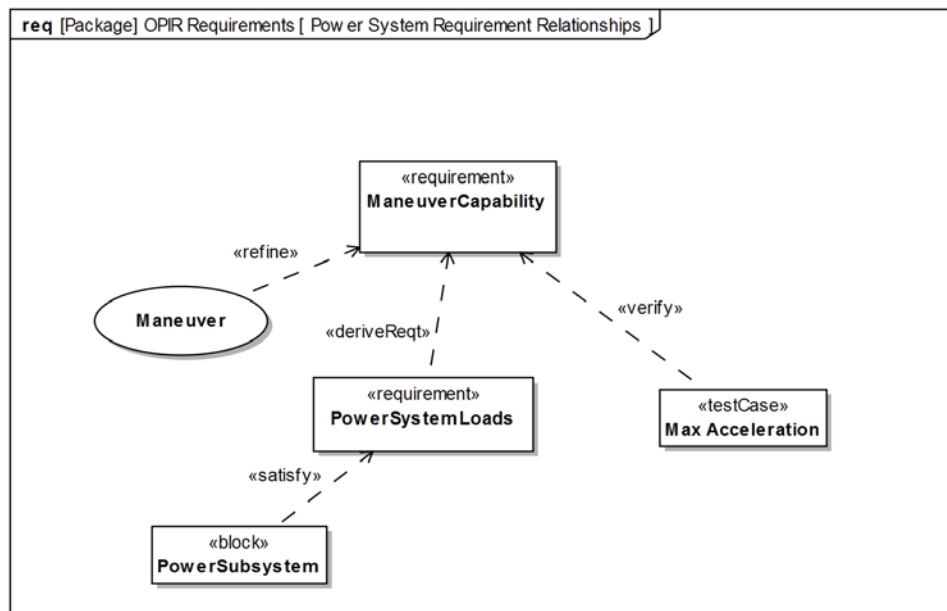 req [Package] OPIR Requirements [ Power System Requirement Relationships ]
«requirement»
ManeuverCapability
«refine»
Maneuver
«deriveReqt»
«verify»
«requirement»
PowerSystemLoads
«testCase»
Max Acceleration
«satisfy»
«block»
PowerSubsystem